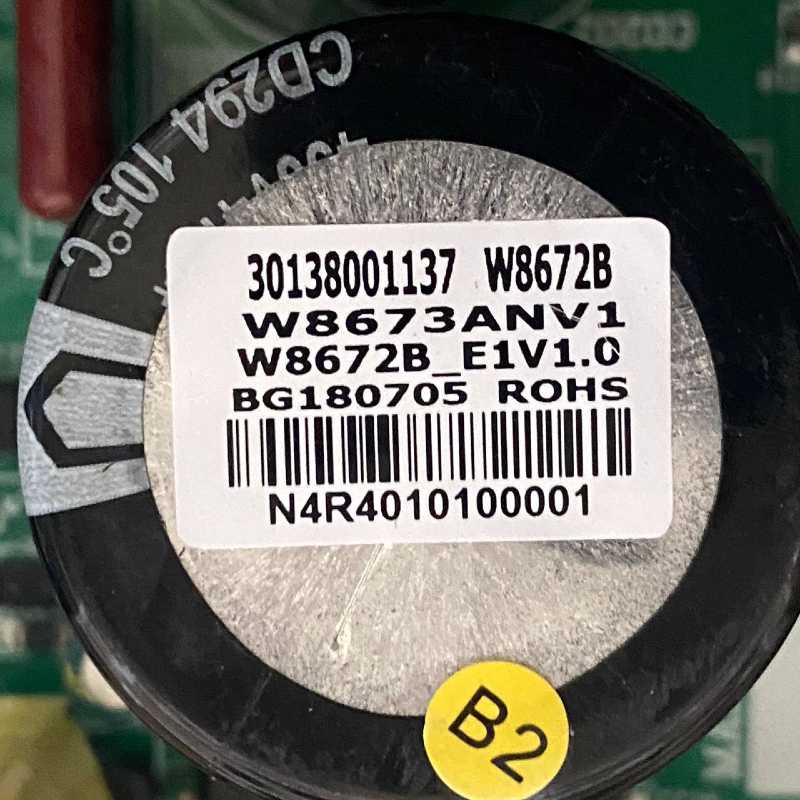 CD294 105°C
30138001137 W8672B
W8673ANV1
W8672B_E1V1.0
BG180705 ROHS
N4R4010100001
B2